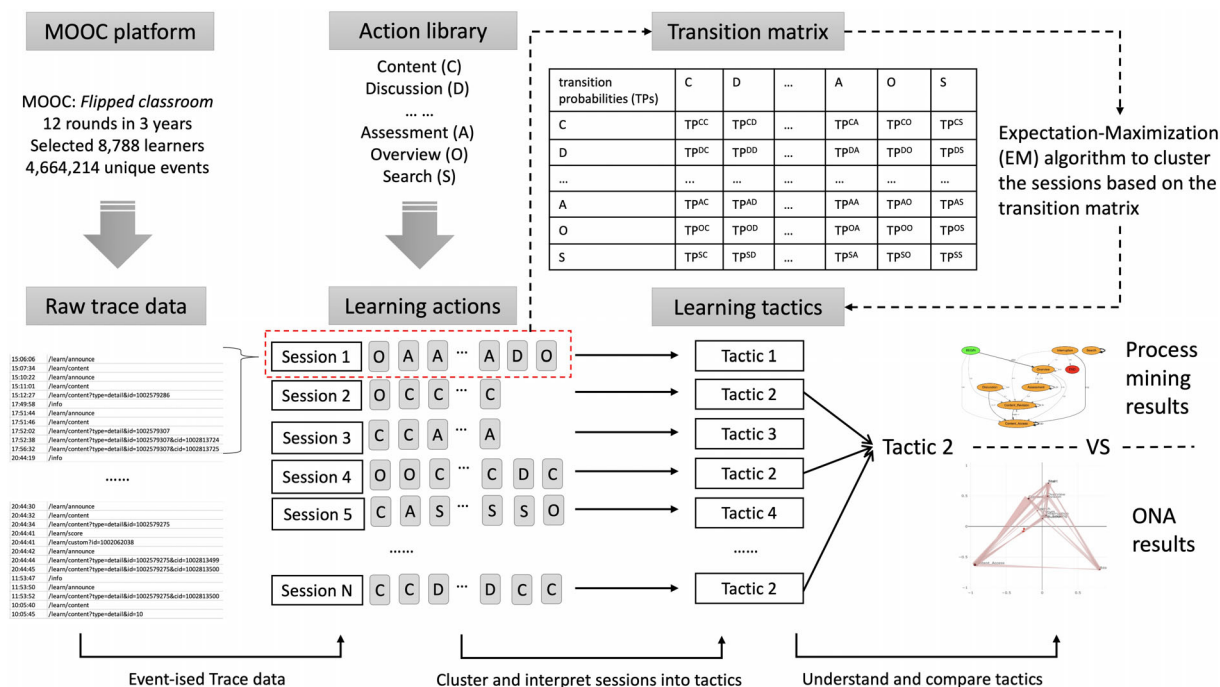 MOOC platform
MOOC: Flipped classroom
12 rounds in 3 years
Selected 8,788 learners
4,664,214 unique events
Action library
Content (C)
Discussion (D)
... ...
Assessment (A)
Overview (O)
Search (S)
Transition matrix
transition probabilities (TPs) C D ... A O S
C TP^CC TP^CD ... TP^CA TP^CO TP^CS
D TP^DC TP^DD ... TP^DA TP^DO TP^DS
... ... ... ... ... ... ...
A TP^AC TP^AD ... TP^AA TP^AO TP^AS
O TP^OC TP^OD ... TP^OA TP^OO TP^OS
S TP^SC TP^SD ... TP^SA TP^SO TP^SS
Expectation-Maximization
(EM) algorithm to cluster
the sessions based on the
transition matrix
Raw trace data
15:06:06 /learn/announce
15:07:34 /learn/content
15:10:22 /learn/announce
15:11:01 /learn/content
15:12:27 /learn/content?type=detail&id=1002579286
17:49:58 /info
17:51:44 /learn/announce
17:51:46 /learn/content
17:52:02 /learn/content?type=detail&id=1002579307
17:52:38 /learn/content?type=detail&id=1002579307&cid=1002813724
17:56:32 /learn/content?type=detail&id=1002579307&cid=1002813725
20:44:19 /info
......
20:44:30 /learn/announce
20:44:32 /learn/content
20:44:34 /learn/content?type=detail&id=1002579275
20:44:41 /learn/score
20:44:41 /learn/custom?id=1002062038
20:44:42 /learn/announce
20:44:44 /learn/content?type=detail&id=1002579275&cid=1002813499
20:44:45 /learn/content?type=detail&id=1002579275&cid=1002813500
11:53:47 /info
11:53:50 /learn/announce
11:53:52 /learn/content?type=detail&id=1002579275&cid=1002813500
10:05:40 /learn/content
10:05:45 /learn/content?type=detail&id=10
Learning actions
Session 1 O A A ... A D O
Session 2 O C C ... C
Session 3 C C A ... A
Session 4 O O C ... C D C
Session 5 C A S ... S S O
......
Session N C C D ... D C C
Learning tactics
Tactic 1
Tactic 2
Tactic 3
Tactic 2
Tactic 4
......
Tactic 2
Tactic 2
Process
mining
results
VS
ONA
results
Event-ised Trace data
Cluster and interpret sessions into tactics
Understand and compare tactics